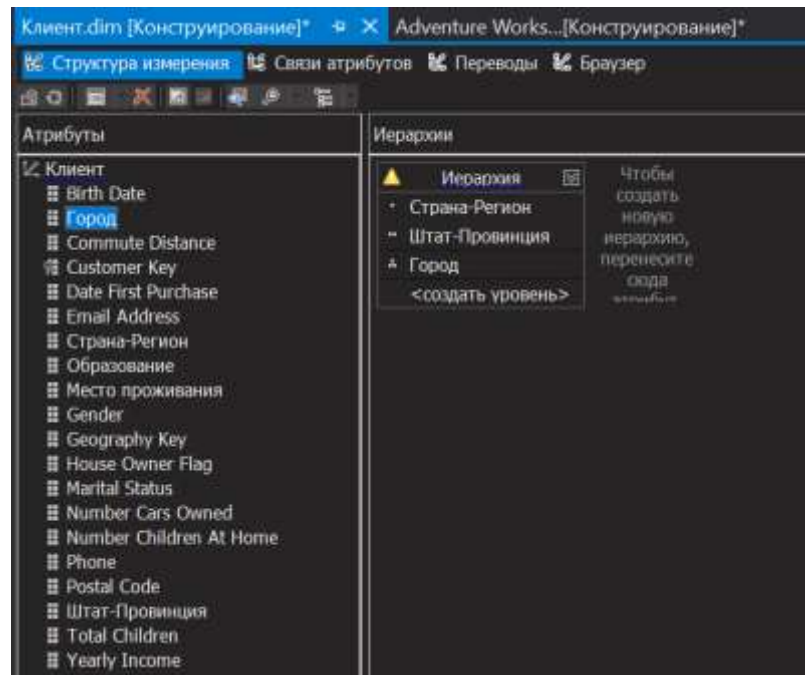 Клиент.dim [Конструирование]* Adventure Works...[Конструирование]*
Структура измерения Связи атрибутов Переводы Браузер
Атрибуты
Клиент
Birth Date
Город
Commute Distance
Customer Key
Date First Purchase
Email Address
Страна-Регион
Образование
Место проживания
Gender
Geography Key
House Owner Flag
Marital Status
Number Cars Owned
Number Children At Home
Phone
Postal Code
Штат-Провинция
Total Children
Yearly Income
Иерархии
Иерархия
Страна-Регион
Штат-Провинция
Город
<создать уровень>
Чтобы
создать
новую
иерархию,
перенесите
сюда